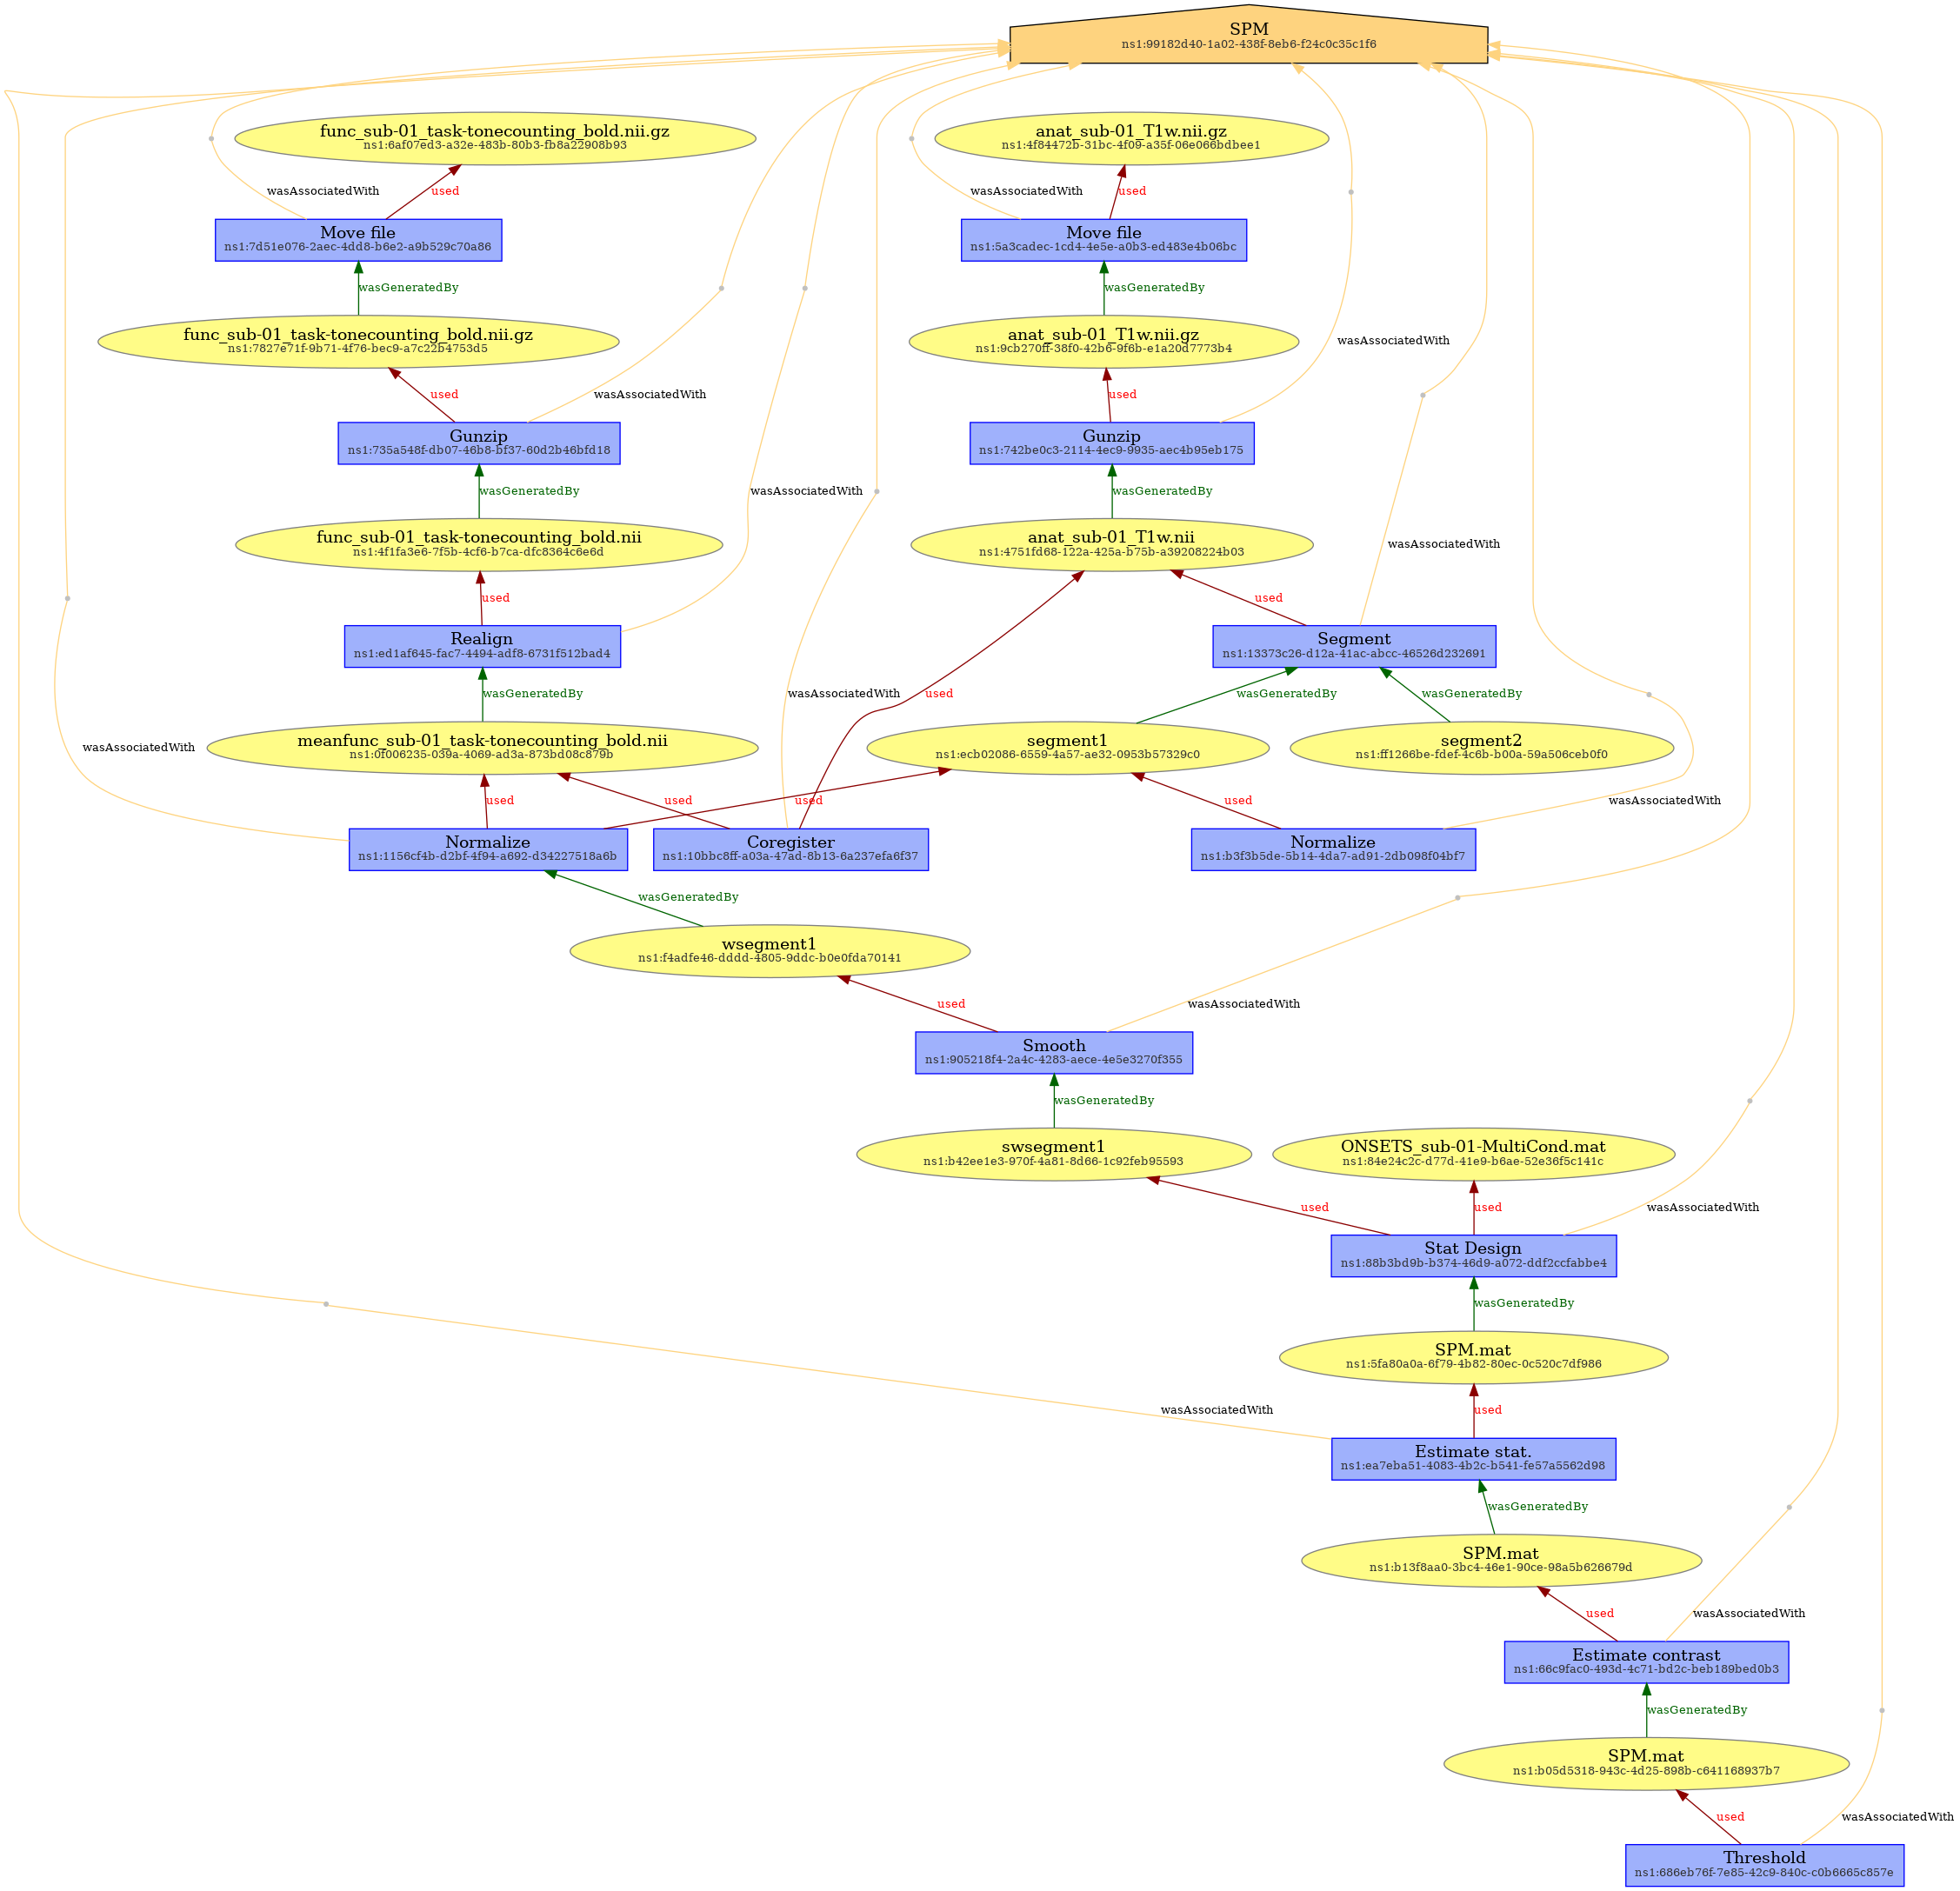 SPM
ns1:99182d40-1a02-438f-8eb6-f24c0c35c1f6
func_sub-01_task-tonecounting_bold.nii.gz
ns1:6af07ed3-a32e-483b-80b3-fb8a22908b93
anat_sub-01_T1w.nii.gz
ns1:4f84472b-31bc-4f09-a35f-06e066bdbee1
wasAssociatedWith
used
wasAssociatedWith
used
Move file
ns1:7d51e076-2aec-4dd8-b6e2-a9b529c70a86
Move file
ns1:5a3cadec-1cd4-4e5e-a0b3-ed483e4b06bc
wasGeneratedBy
wasGeneratedBy
func_sub-01_task-tonecounting_bold.nii.gz
ns1:7827e71f-9b71-4f76-bec9-a7c22b4753d5
anat_sub-01_T1w.nii.gz
ns1:9cb270ff-38f0-42b6-9f6b-e1a20d7773b4
wasAssociatedWith
used
wasAssociatedWith
used
Gunzip
ns1:735a548f-db07-46b8-bf37-60d2b46bfd18
Gunzip
ns1:742be0c3-2114-4ec9-9935-aec4b95eb175
wasGeneratedBy
wasAssociatedWith
wasGeneratedBy
func_sub-01_task-tonecounting_bold.nii
ns1:4f1fa3e6-7f5b-4cf6-b7ca-dfc8364c6e6d
anat_sub-01_T1w.nii
ns1:4751fd68-122a-425a-b75b-a39208224b03
wasAssociatedWith
used
used
Realign
ns1:ed1af645-fac7-4494-adf8-6731f512bad4
Segment
ns1:13373c26-d12a-41ac-abcc-46526d232691
wasGeneratedBy
wasAssociatedWith
used
wasGeneratedBy
wasGeneratedBy
meanfunc_sub-01_task-tonecounting_bold.nii
ns1:0f006235-039a-4069-ad3a-873bd08c879b
segment1
ns1:ecb02086-6559-4a57-ae32-0953b57329c0
segment2
ns1:ff1266be-fdef-4c6b-b00a-59a506ceb0f0
wasAssociatedWith
used
used
used
used
wasAssociatedWith
Normalize
ns1:1156cf4b-d2bf-4f94-a692-d34227518a6b
Coregister
ns1:10bbc8ff-a03a-47ad-8b13-6a237efa6f37
Normalize
ns1:b3f3b5de-5b14-4da7-ad91-2db098f04bf7
wasGeneratedBy
wsegment1
ns1:f4adfe46-dddd-4805-9ddc-b0e0fda70141
used
wasAssociatedWith
Smooth
ns1:905218f4-2a4c-4283-aece-4e5e3270f355
wasGeneratedBy
swsegment1
ns1:b42ee1e3-970f-4a81-8d66-1c92feb95593
ONSETS_sub-01-MultiCond.mat
ns1:84e24c2c-d77d-41e9-b6ae-52e36f5c141c
used
used
wasAssociatedWith
Stat Design
ns1:88b3bd9b-b374-46d9-a072-ddf2ccfabbe4
wasGeneratedBy
SPM.mat
ns1:5fa80a0a-6f79-4b82-80ec-0c520c7df986
wasAssociatedWith
used
Estimate stat.
ns1:ea7eba51-4083-4b2c-b541-fe57a5562d98
wasGeneratedBy
SPM.mat
ns1:b13f8aa0-3bc4-46e1-90ce-98a5b626679d
used
wasAssociatedWith
Estimate contrast
ns1:66c9fac0-493d-4c71-bd2c-beb189bed0b3
wasGeneratedBy
SPM.mat
ns1:b05d5318-943c-4d25-898b-c641168937b7
used
wasAssociatedWith
Threshold
ns1:686eb76f-7e85-42c9-840c-c0b6665c857e